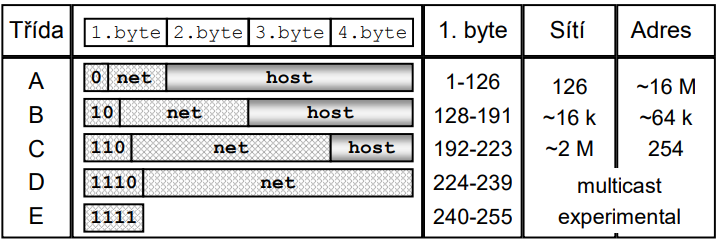 Třída 1.byte 2.byte 3.byte 4.byte 1. byte Sítí Adres
A 0 net host 1-126 126 ~16 M
B 10 net host 128-191 ~16 k ~64 k
C 110 net host 192-223 ~2 M 254
D 1110 net 224-239 multicast
E 1111 240-255 experimental